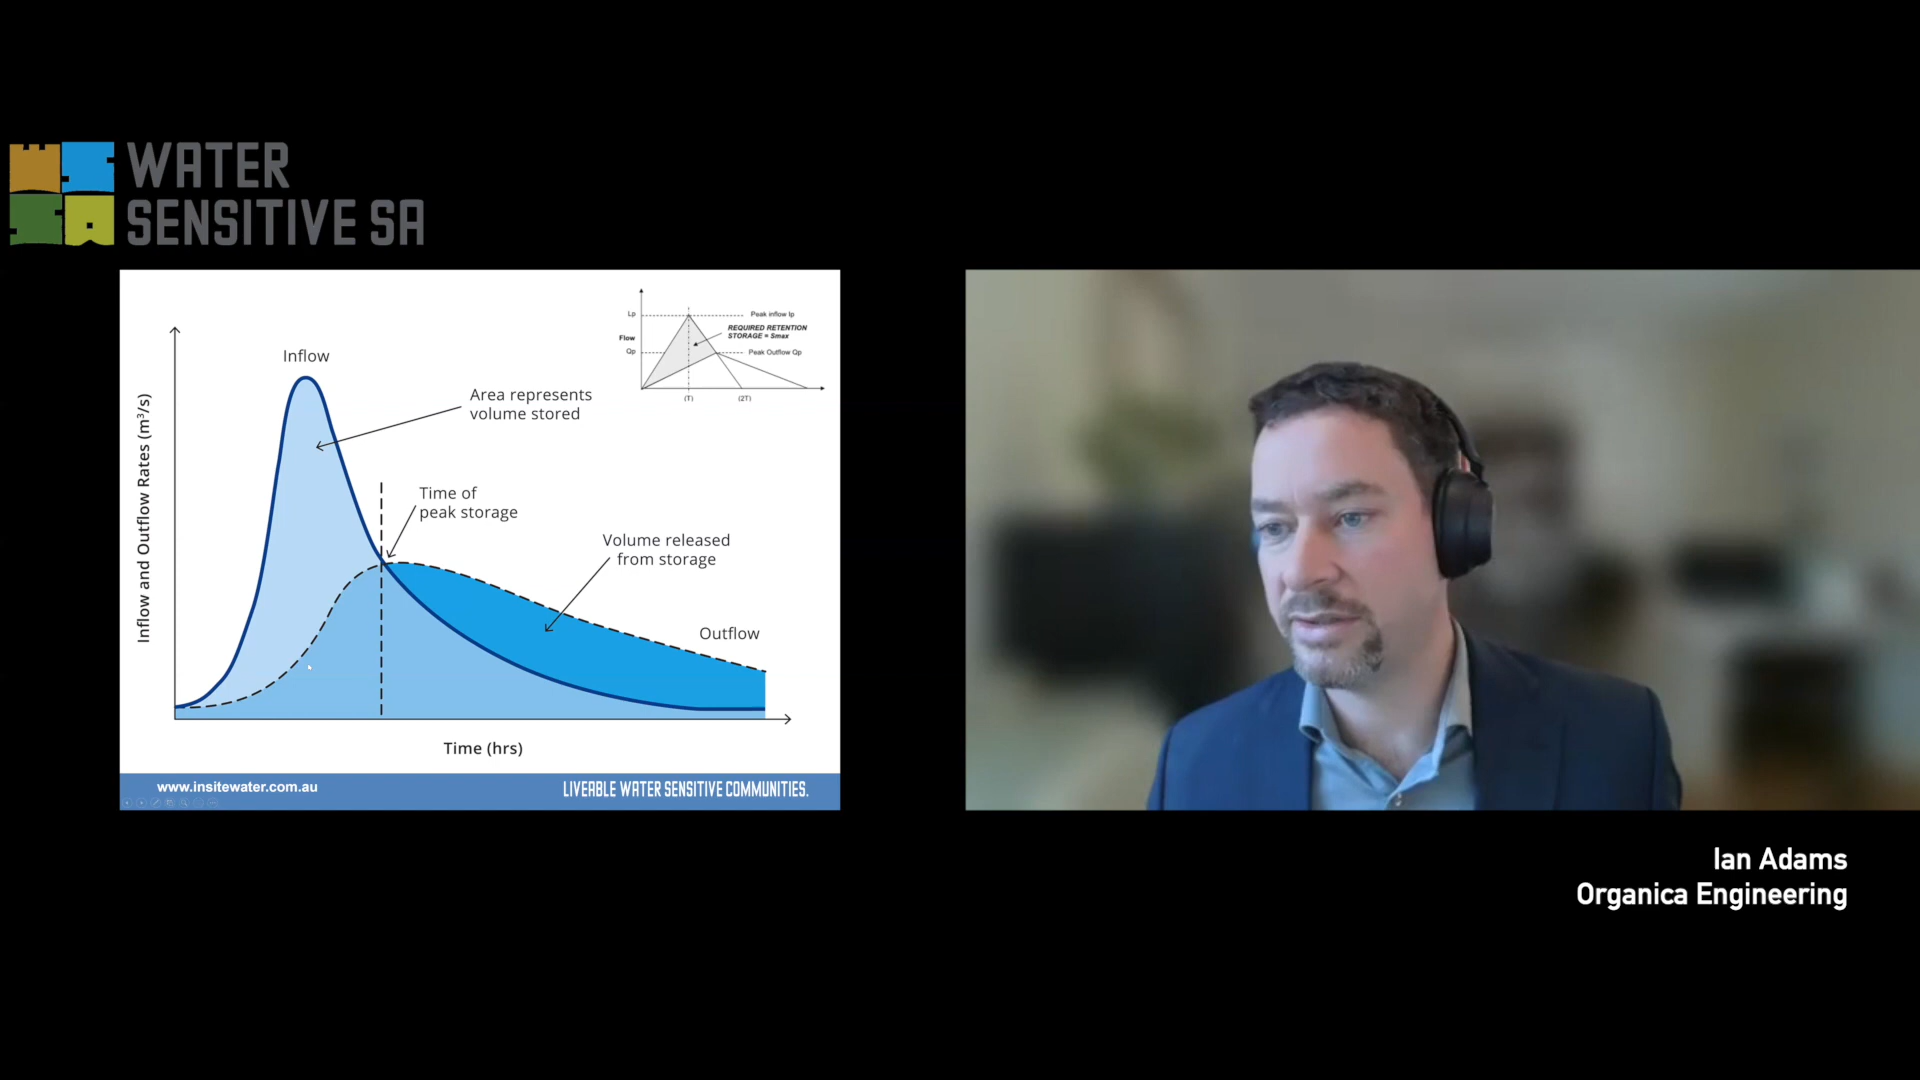 WATER
SENSITIVE SA
Inflow
Area represents
volume stored
Time of
peak storage
Volume released
from storage
Outflow
Inflow and Outflow Rates (m³/s)
Time (hrs)
Lp
Peak inflow Ip
REQUIRED RETENTION
STORAGE = Smax
Flow
Qp
Peak Outflow Qp
(T)
(2T)
www.insitewater.com.au
LIVEABLE WATER SENSITIVE COMMUNITIES.
Ian Adams
Organica Engineering